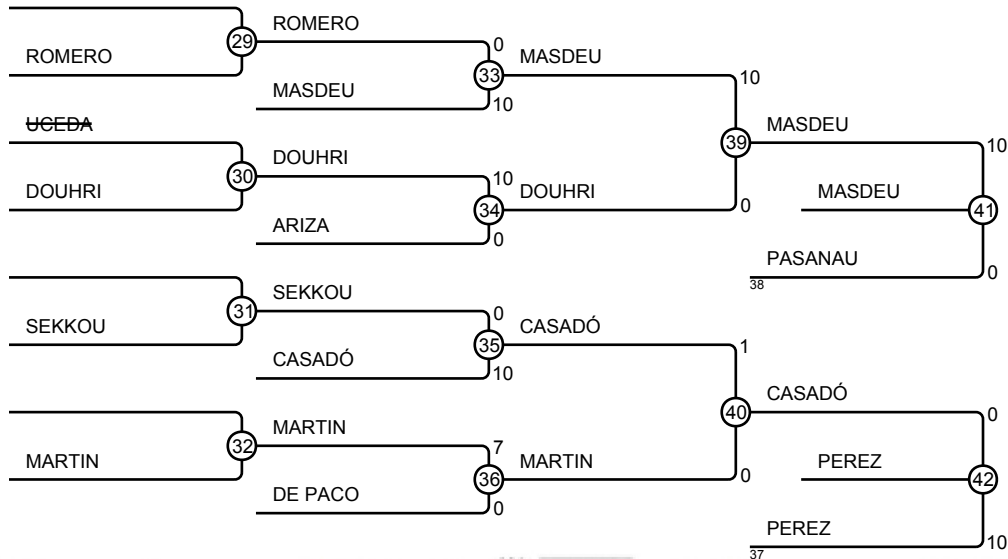 ROMERO
29
ROMERO
0
33
MASDEU
10
MASDEU
10
UCEDA
DOUHRI
30
DOUHRI
10
34
ARIZA
0
DOUHRI
0
39
MASDEU
10
MASDEU
41
PASANAU
38
0
SEKKOU
31
SEKKOU
0
35
CASADÓ
10
CASADÓ
1
MARTIN
32
MARTIN
7
36
DE PACO
0
MARTIN
0
40
CASADÓ
0
PEREZ
42
PEREZ
37
10